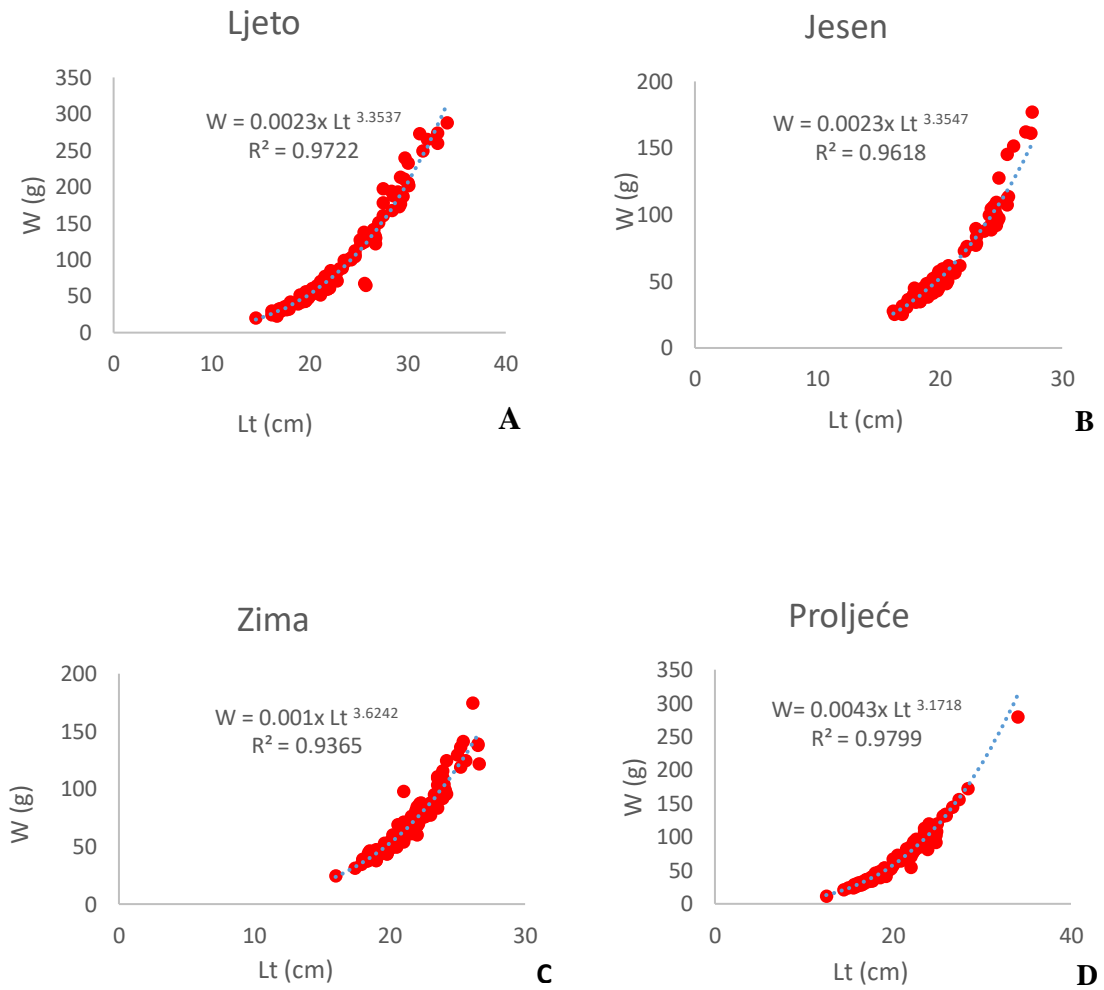 Ljeto
W = 0.0023x Lt 3.3537
R² = 0.9722
350
300
250
200
150
100
50
0
W (g)
0 10 20 30 40
Lt (cm)
A
Jesen
W = 0.0023x Lt 3.3547
R² = 0.9618
200
150
100
50
0
W (g)
0 10 20 30
Lt (cm)
B
Zima
W = 0.001x Lt 3.6242
R² = 0.9365
200
150
100
50
0
W (g)
0 10 20 30
Lt (cm)
C
Proljeće
W= 0.0043x Lt 3.1718
R² = 0.9799
350
300
250
200
150
100
50
0
W (g)
0 20 40
Lt (cm)
D